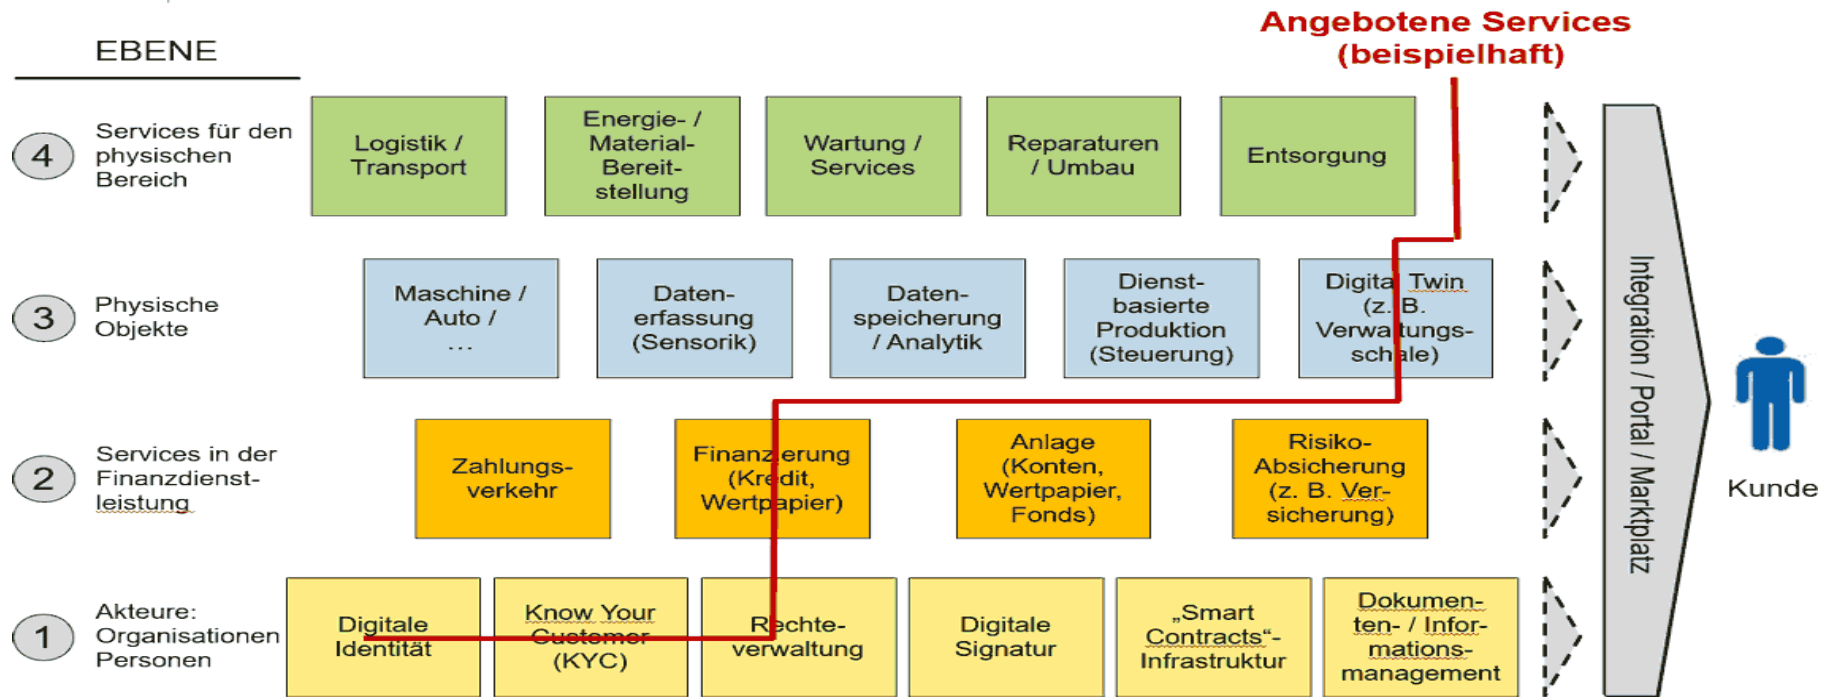 Angebotene Services
(beispielhaft)
EBENE
4
Services für den
physischen
Bereich
Logistik /
Transport
Energie- /
Material-
Bereit-
stellung
Wartung /
Services
Reparaturen
/ Umbau
Entsorgung
3
Physische
Objekte
Maschine /
Auto /
...
Daten-
erfassung
(Sensorik)
Daten-
speicherung
/ Analytik
Dienst-
basierte
Produktion
(Steuerung)
Digital Twin
(z. B.
Verwaltungs-
schale)
2
Services in der
Finanzdienst-
leistung
Zahlungs-
verkehr
Finanzierung
(Kredit,
Wertpapier)
Anlage
(Konten,
Wertpapier,
Fonds)
Risiko-
Absicherung
(z. B. Ver-
sicherung)
1
Akteure:
Organisationen
Personen
Digitale
Identität
Know Your
Customer
(KYC)
Rechte-
verwaltung
Digitale
Signatur
„Smart
Contracts“-
Infrastruktur
Dokumen-
ten- / Infor-
mations-
management
Integration / Portal / Marktplatz
Kunde